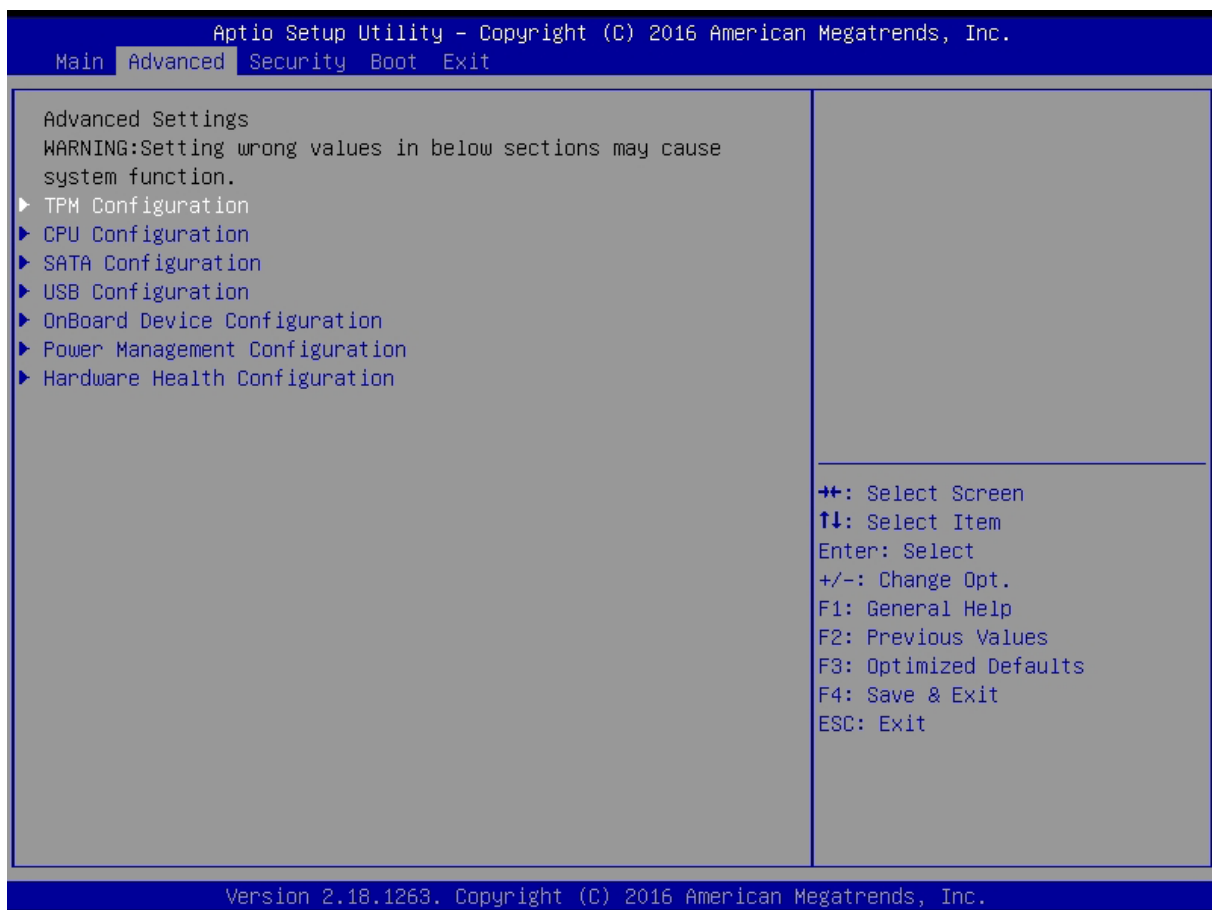 Aptio Setup Utility – Copyright (C) 2016 American Megatrends, Inc.
Main Advanced Security Boot Exit
Advanced Settings
WARNING:Setting wrong values in below sections may cause
system function.
▶ TPM Configuration
▶ CPU Configuration
▶ SATA Configuration
▶ USB Configuration
▶ OnBoard Device Configuration
▶ Power Management Configuration
▶ Hardware Health Configuration
→←: Select Screen
↑↓: Select Item
Enter: Select
+/-: Change Opt.
F1: General Help
F2: Previous Values
F3: Optimized Defaults
F4: Save & Exit
ESC: Exit
Version 2.18.1263. Copyright (C) 2016 American Megatrends, Inc.